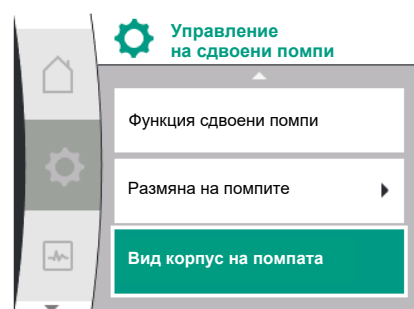 Управление
на сдвоени помпи
Функция сдвоени помпи
Размяна на помпите
Вид корпус на помпата